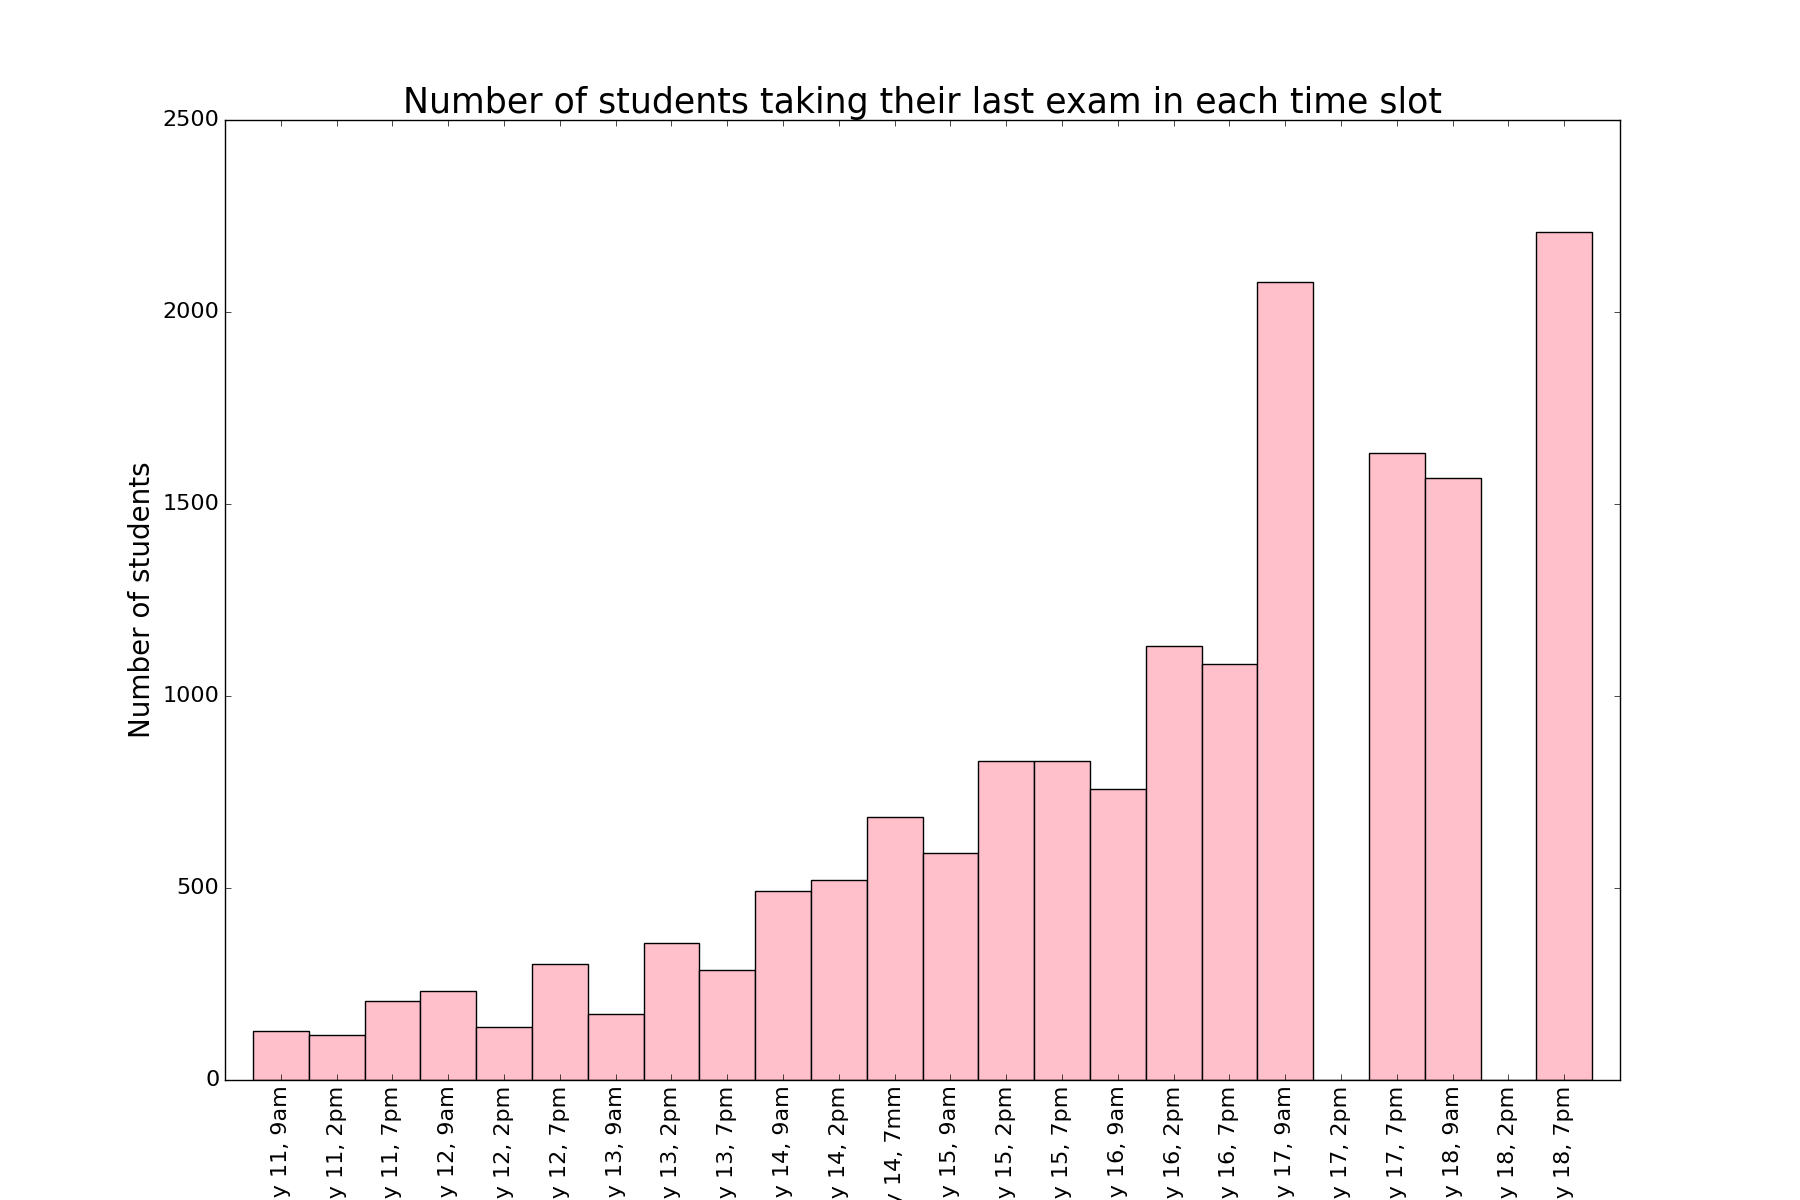 Number of students taking their last exam in each time slot
2500
2000
1500
1000
500
0
Number of students
y 11, 9am
y 11, 2pm
y 11, 7pm
y 12, 9am
y 12, 2pm
y 12, 7pm
y 13, 9am
y 13, 2pm
y 13, 7pm
y 14, 9am
y 14, 2pm
y 14, 7mm
y 15, 9am
y 15, 2pm
y 15, 7pm
y 16, 9am
y 16, 2pm
y 16, 7pm
y 17, 9am
y 17, 2pm
y 17, 7pm
y 18, 9am
y 18, 2pm
y 18, 7pm